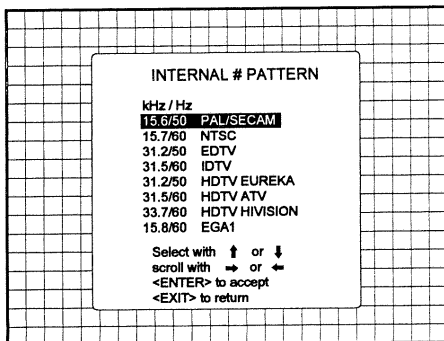 INTERNAL # PATTERN
kHz / Hz
15.6/50 PAL/SECAM
15.7/60 NTSC
31.2/50 EDTV
31.5/60 IDTV
31.2/50 HDTV EUREKA
31.5/60 HDTV ATV
33.7/60 HDTV HIVISION
15.8/60 EGA1
Select with ↑ or ↓
scroll with → or ←
<ENTER> to accept
<EXIT> to return